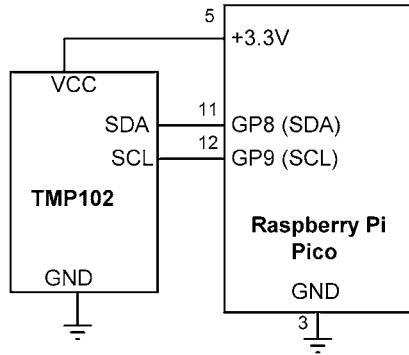 5
+3.3V
VCC
11
SDA
GP8 (SDA)
12
SCL
GP9 (SCL)
TMP102
Raspberry Pi
Pico
GND
GND
3